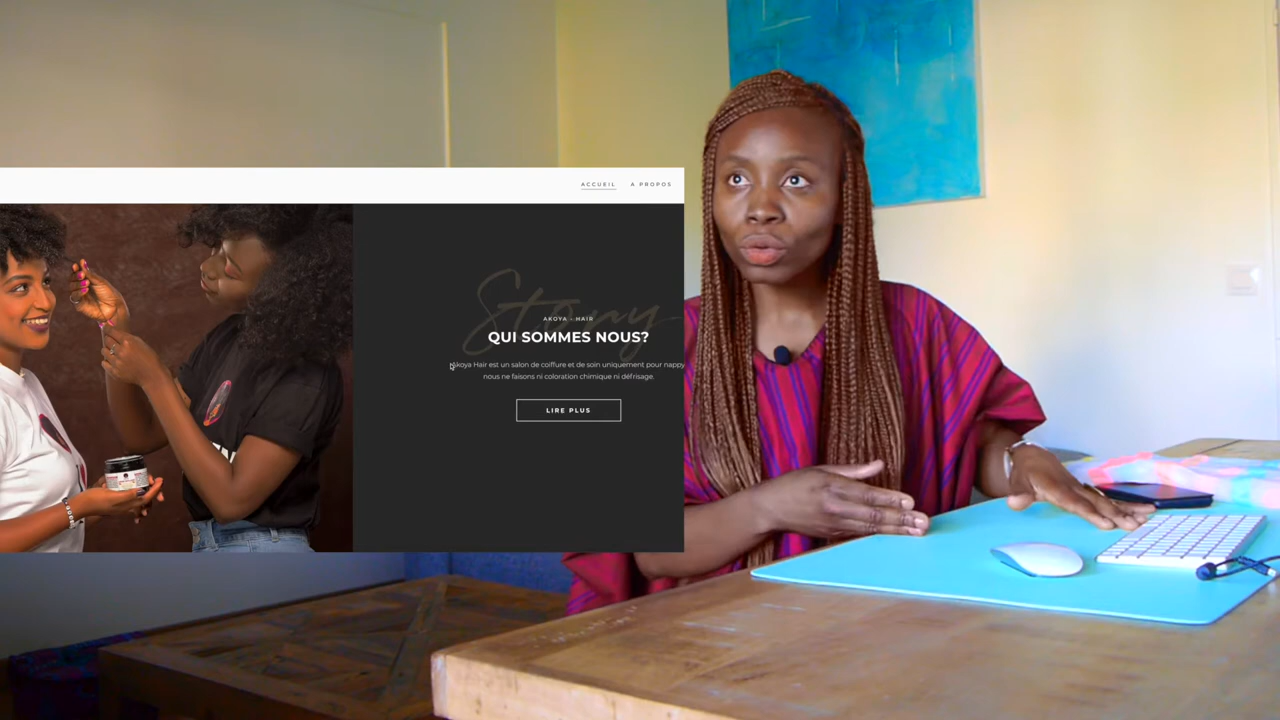 ACCUEIL A PROPOS
Story
AKOYA - HAIR
QUI SOMMES NOUS?
Akoya Hair est un salon de coiffure et de soin uniquement pour nappy
nous ne faisons ni coloration chimique ni défrisage.
LIRE PLUS